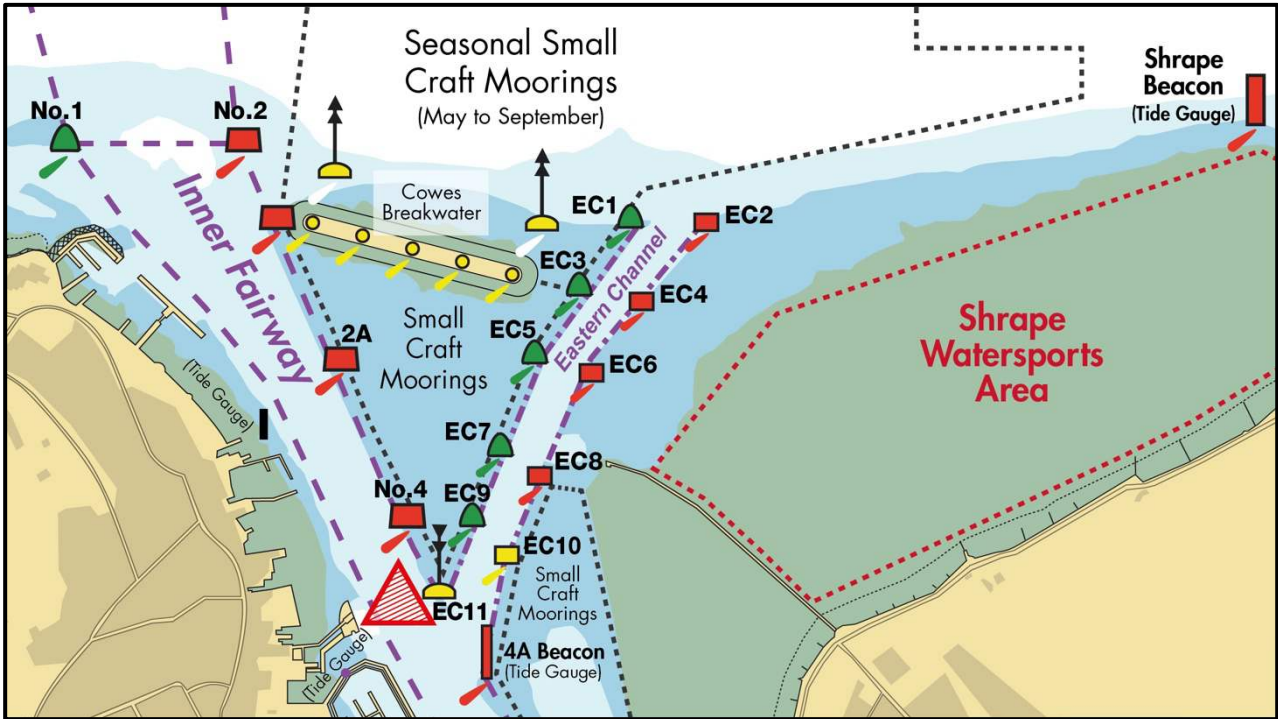 Seasonal Small
Craft Moorings
(May to September)
Shrape
Beacon
(Tide Gauge)
No.1
No.2
Inner Fairway
Cowes
Breakwater
EC1
EC2
EC3
EC4
Eastern Channel
EC5
EC6
2A
Small
Craft
Moorings
Shrape
Watersports
Area
(Tide Gauge)
EC7
EC8
No.4
EC9
EC10
Small
Craft
Moorings
EC11
4A Beacon
(Tide Gauge)
(Tide Gauge)